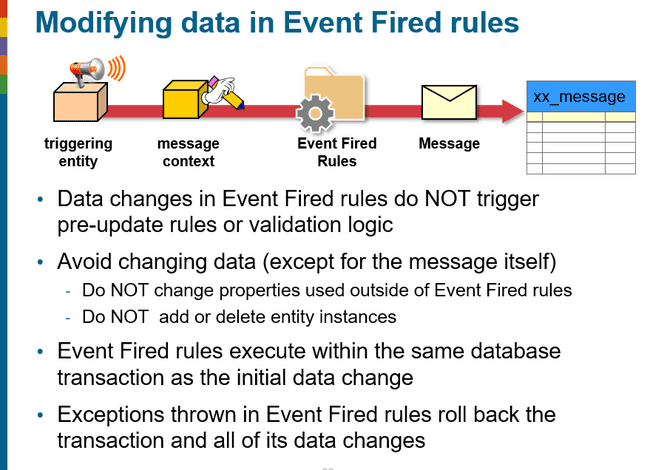 Modifying data in Event Fired rules
xx_message
triggering
entity
message
context
Event Fired
Rules
Message
• Data changes in Event Fired rules do NOT trigger
pre-update rules or validation logic
• Avoid changing data (except for the message itself)
- Do NOT change properties used outside of Event Fired rules
- Do NOT add or delete entity instances
• Event Fired rules execute within the same database
transaction as the initial data change
• Exceptions thrown in Event Fired rules roll back the
transaction and all of its data changes